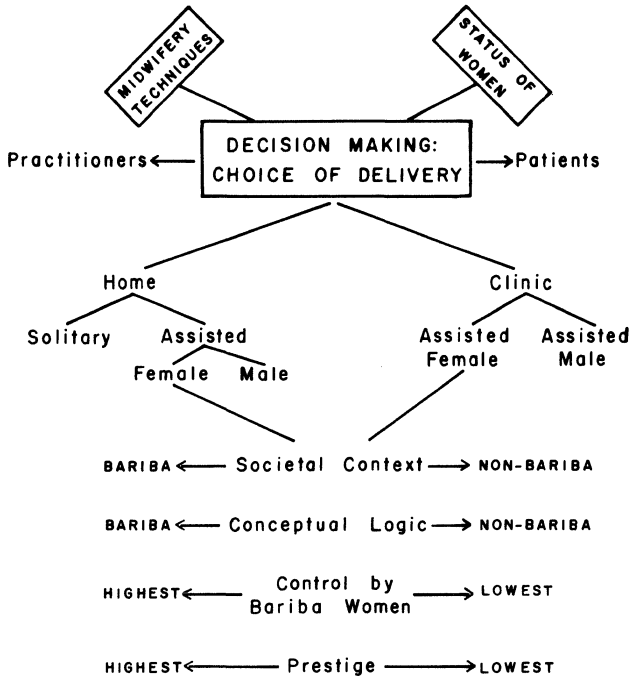 MIDWIFERY
TECHNIQUES
STATUS OF
WOMEN
DECISION MAKING:
CHOICE OF DELIVERY
Practitioners
Patients
Home
Clinic
Solitary
Assisted
Assisted
Female
Assisted
Male
Female
Male
BARIBA
Societal Context
NON-BARIBA
BARIBA
Conceptual Logic
NON-BARIBA
HIGHEST
Control by
Bariba Women
LOWEST
HIGHEST
Prestige
LOWEST